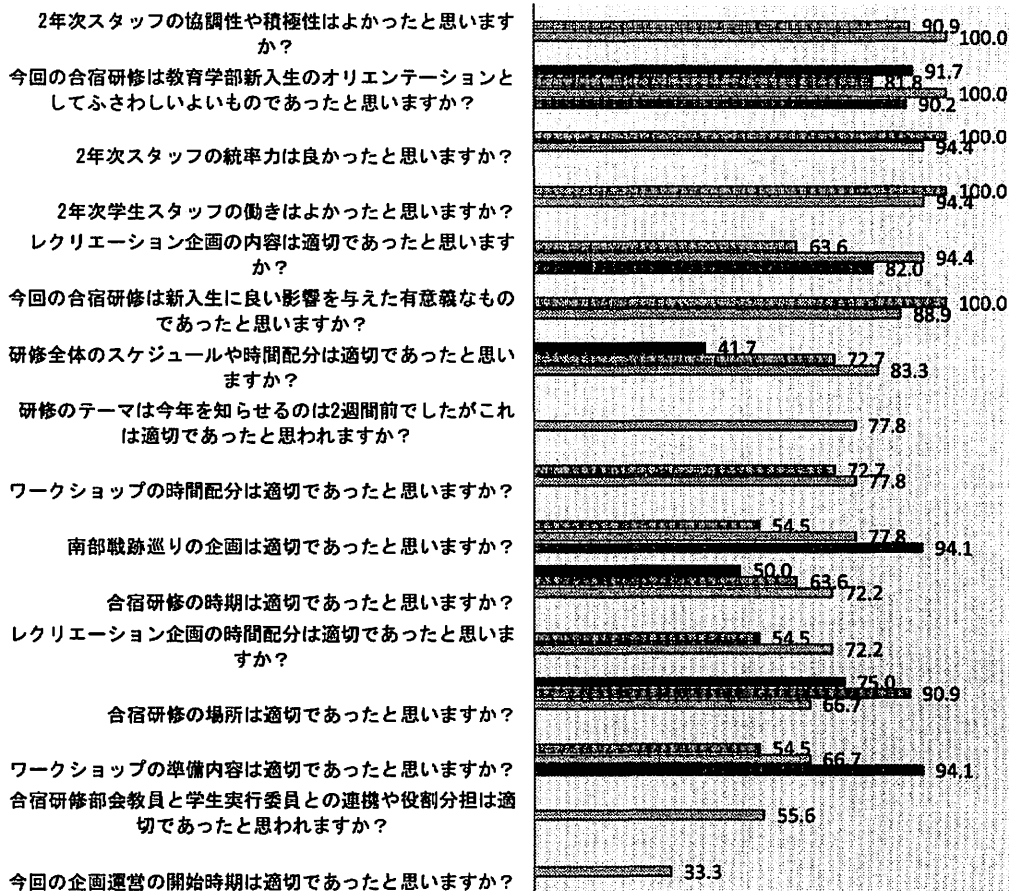 2年次スタッフの協調性や積極性はよかったと思います
か？
90.9
100.0
今回の合宿研修は教育学部新入生のオリエンテーションと
してふさわしいよいものであったと思いますか？
91.7
81.8
100.0
90.2
2年次スタッフの統率力は良かったと思いますか？
100.0
94.4
2年次学生スタッフの働きはよかったと思いますか？
100.0
94.4
レクリエーション企画の内容は適切であったと思います
か？
63.6
94.4
82.0
今回の合宿研修は新入生に良い影響を与えた有意義なもの
であったと思いますか？
100.0
88.9
研修全体のスケジュールや時間配分は適切であったと思い
ますか？
41.7
72.7
83.3
研修のテーマは今年を知らせるのは2週間前でしたがこれ
は適切であったと思われますか？
77.8
ワークショップの時間配分は適切であったと思いますか？
72.7
77.8
南部戦跡巡りの企画は適切であったと思いますか？
54.5
77.8
94.1
合宿研修の時期は適切であったと思いますか？
50.0
63.6
72.2
レクリエーション企画の時間配分は適切であったと思いま
すか？
54.5
72.2
合宿研修の場所は適切であったと思いますか？
75.0
90.9
66.7
ワークショップの準備内容は適切であったと思いますか？
54.5
66.7
94.1
合宿研修部会教員と学生実行委員との連携や役割分担は適
切であったと思われますか？
55.6
今回の企画運営の開始時期は適切であったと思いますか？
33.3